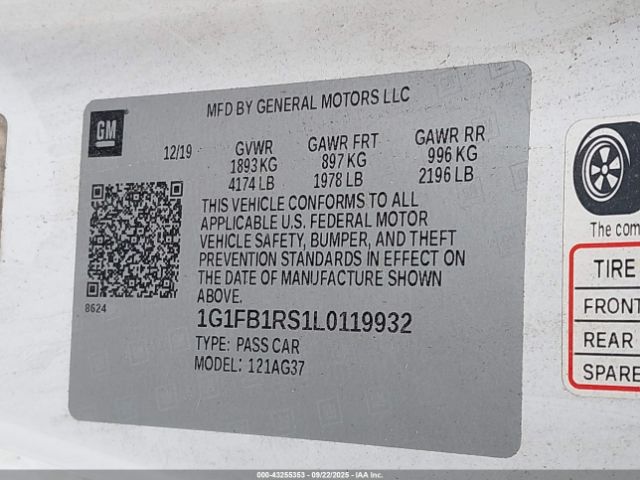 MFD BY GENERAL MOTORS LLC
GM
12/19 GVWR GAWR FRT GAWR RR
1893 KG 897 KG 996 KG
4174 LB 1978 LB 2196 LB
THIS VEHICLE CONFORMS TO ALL
APPLICABLE U.S. FEDERAL MOTOR
VEHICLE SAFETY, BUMPER, AND THEFT
PREVENTION STANDARDS IN EFFECT ON
THE DATE OF MANUFACTURE SHOWN
ABOVE.
8624
1G1FB1RS1L0119932
TYPE: PASS CAR
MODEL: 121AG37
The com
TIRE
FRONT
REAR
SPARE
000-43255353 | 09/22/2025 | IAA Inc.